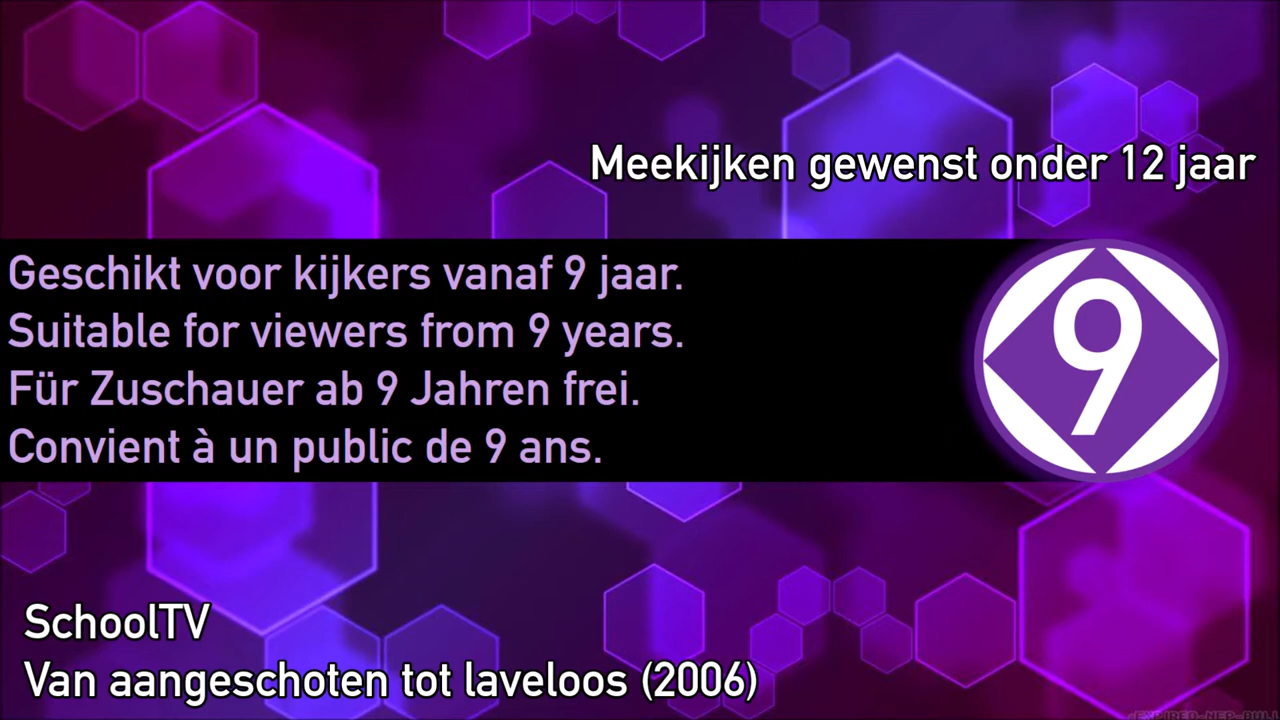 Meekijken gewenst onder 12 jaar
Geschikt voor kijkers vanaf 9 jaar.
Suitable for viewers from 9 years.
Für Zuschauer ab 9 Jahren frei.
Convient à un public de 9 ans.
9
SchoolTV
Van aangeschoten tot laveloos (2006)